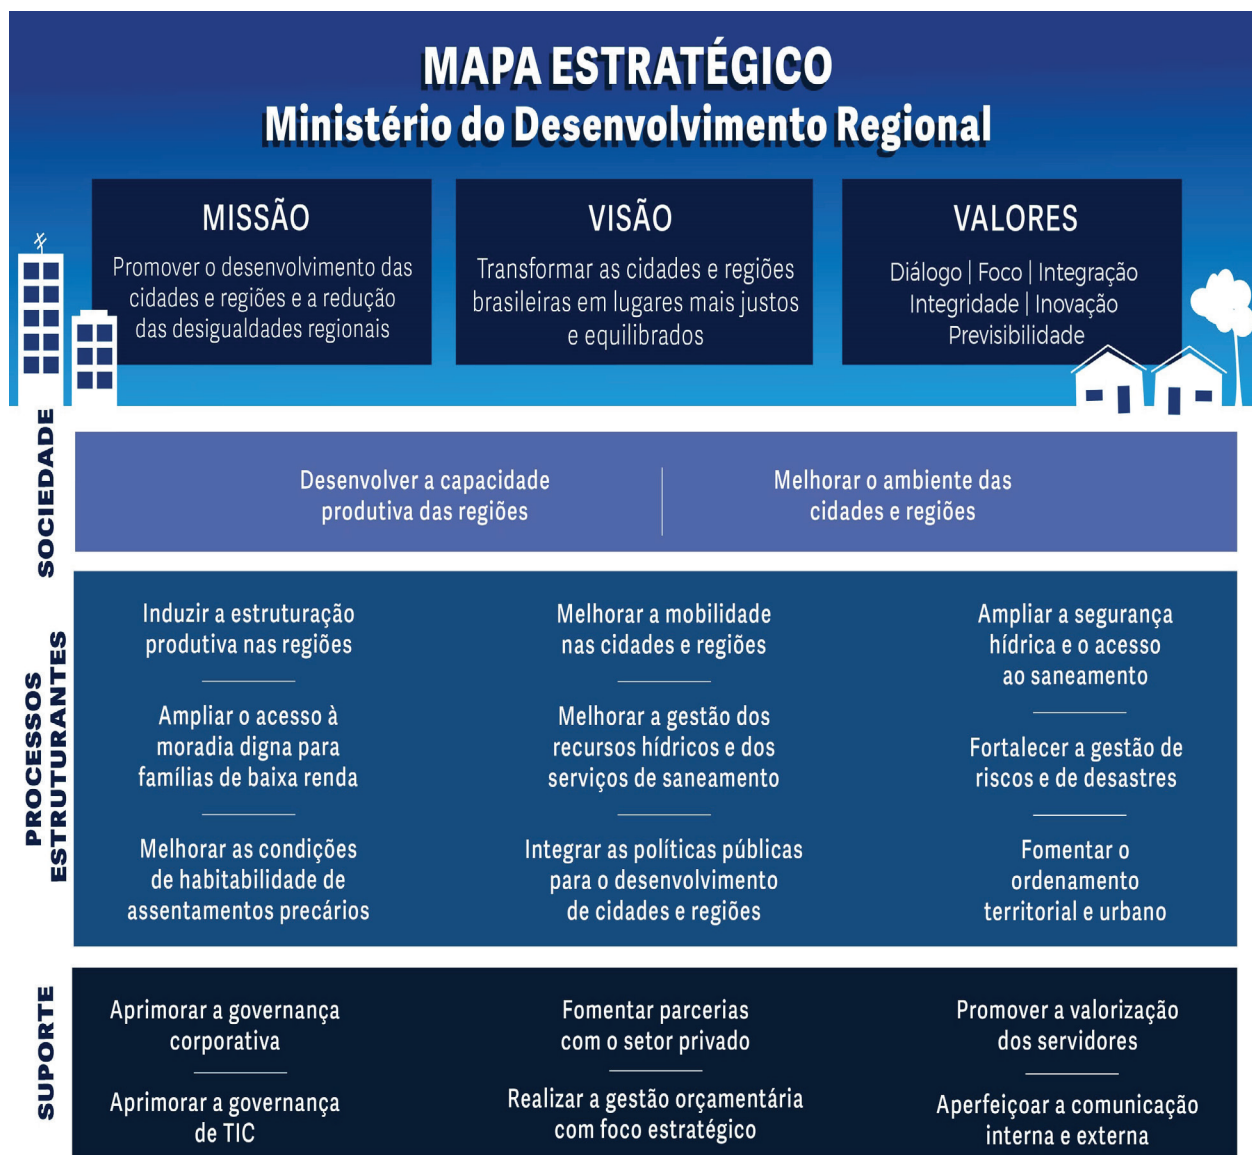 MAPA ESTRATÉGICO
Ministério do Desenvolvimento Regional
MISSÃO
Promover o desenvolvimento das
cidades e regiões e a redução
das desigualdades regionais
VISÃO
Transformar as cidades e regiões
brasileiras em lugares mais justos
e equilibrados
VALORES
Diálogo | Foco | Integração
Integridade | Inovação
Previsibilidade
SOCIEDADE
Desenvolver a capacidade
produtiva das regiões
Melhorar o ambiente das
cidades e regiões
PROCESSOS
ESTRUTURANTES
Induzir a estruturação
produtiva nas regiões
Ampliar o acesso à
moradia digna para
famílias de baixa renda
Melhorar as condições
de habitabilidade de
assentamentos precários
Melhorar a mobilidade
nas cidades e regiões
Melhorar a gestão dos
recursos hídricos e dos
serviços de saneamento
Integrar as políticas públicas
para o desenvolvimento
de cidades e regiões
Ampliar a segurança
hídrica e o acesso
ao saneamento
Fortalecer a gestão de
riscos e de desastres
Fomentar o
ordenamento
territorial e urbano
SUPORTE
Aprimorar a governança
corporativa
Aprimorar a governança
de TIC
Fomentar parcerias
com o setor privado
Realizar a gestão orçamentária
com foco estratégico
Promover a valorização
dos servidores
Aperfeiçoar a comunicação
interna e externa